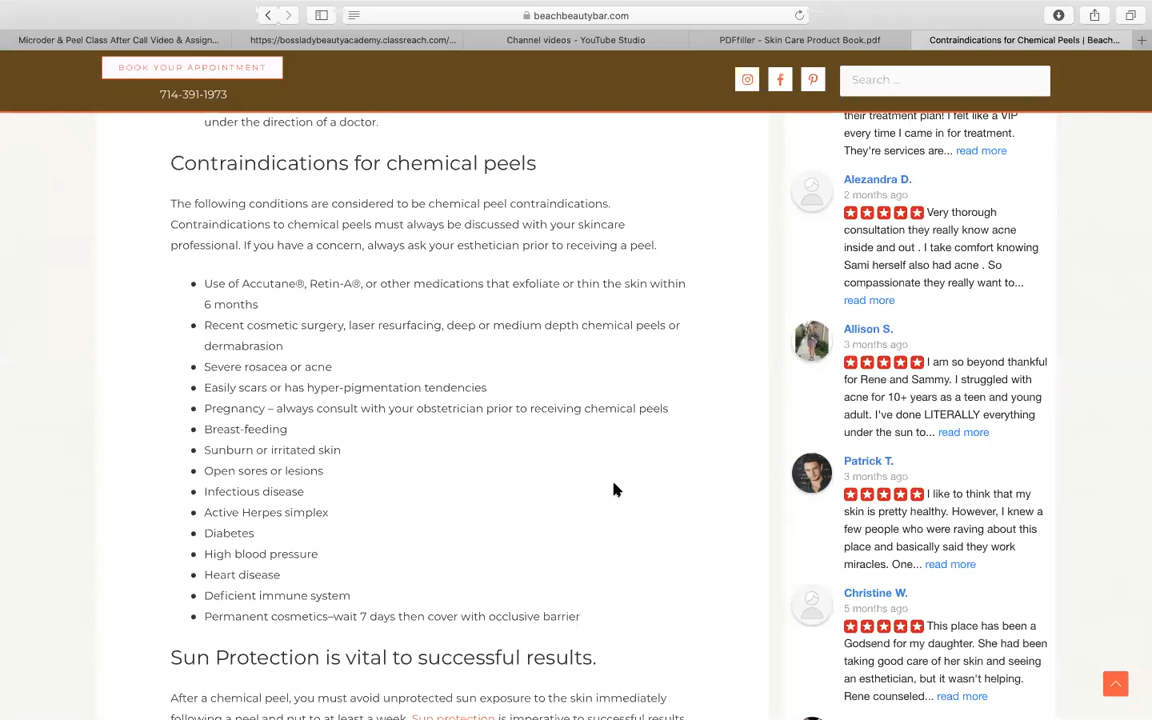 beachbeautybar.com
Microder & Peel Class After Call Video & Assign...
https://bossladybeautyacademy.classreach.com/...
Channel videos - YouTube Studio
PDFfiller - Skin Care Product Book.pdf
Contraindications for Chemical Peels | Beach...
BOOK YOUR APPOINTMENT
714-391-1973
Search ...
under the direction of a doctor.
Contraindications for chemical peels
The following conditions are considered to be chemical peel contraindications.
Contraindications to chemical peels must always be discussed with your skincare
professional. If you have a concern, always ask your esthetician prior to receiving a peel.
Use of Accutane®, Retin-A®, or other medications that exfoliate or thin the skin within
6 months
Recent cosmetic surgery, laser resurfacing, deep or medium depth chemical peels or
dermabrasion
Severe rosacea or acne
Easily scars or has hyper-pigmentation tendencies
Pregnancy – always consult with your obstetrician prior to receiving chemical peels
Breast-feeding
Sunburn or irritated skin
Open sores or lesions
Infectious disease
Active Herpes simplex
Diabetes
High blood pressure
Heart disease
Deficient immune system
Permanent cosmetics–wait 7 days then cover with occlusive barrier
Sun Protection is vital to successful results.
After a chemical peel, you must avoid unprotected sun exposure to the skin immediately
following a peel and put to at least a week. Sun protection is imperative to successful results
their treatment plan! I felt like a VIP
every time I came in for treatment.
They're services are... read more
Alezandra D.
2 months ago
Very thorough
consultation they really know acne
inside and out . I take comfort knowing
Sami herself also had acne . So
compassionate they really want to...
read more
Allison S.
3 months ago
I am so beyond thankful
for Rene and Sammy. I struggled with
acne for 10+ years as a teen and young
adult. I've done LITERALLY everything
under the sun to... read more
Patrick T.
3 months ago
I like to think that my
skin is pretty healthy. However, I knew a
few people who were raving about this
place and basically said they work
miracles. One... read more
Christine W.
5 months ago
This place has been a
Godsend for my daughter. She had been
taking good care of her skin and seeing
an esthetician, but it wasn't helping.
Rene counseled... read more